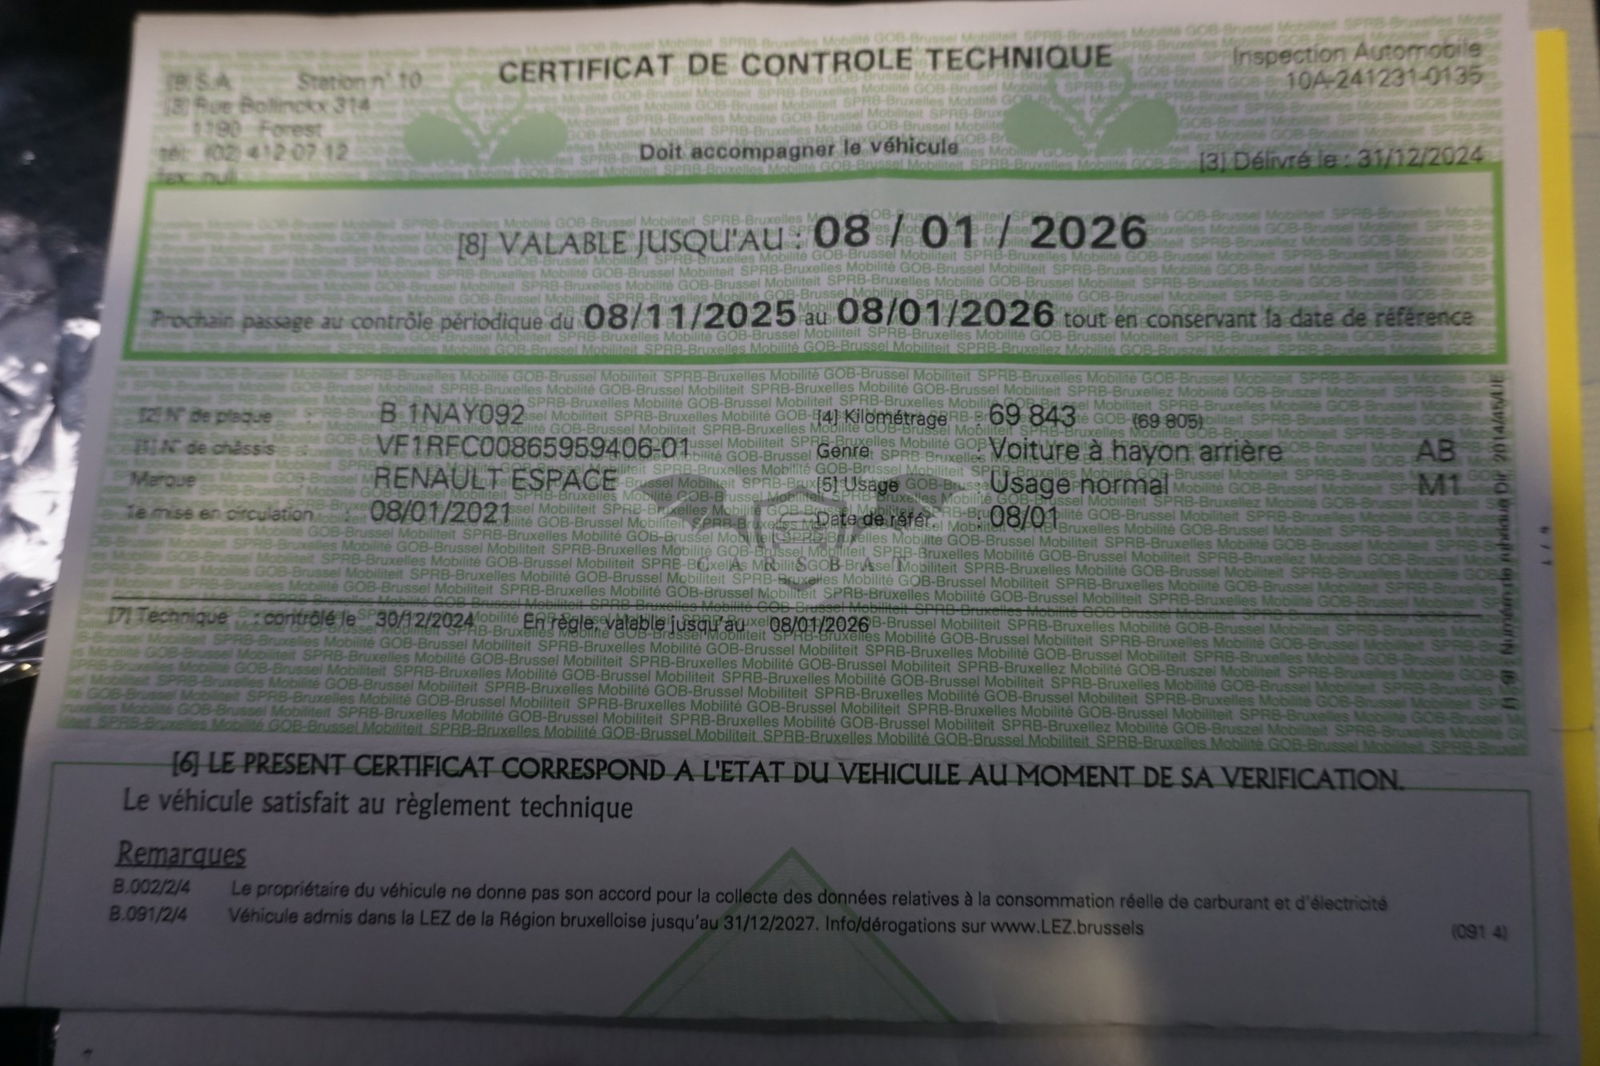 S.A. Station n° 10
Rue Bollinckx 314
1190 Forest
tél: (02) 412 07 12
fax: null
CERTIFICAT DE CONTROLE TECHNIQUE
Doit accompagner le véhicule
Inspection Automobile
10A-241231-0135
[3] Délivré le : 31/12/2024
[8] VALABLE JUSQU'AU : 08 / 01 / 2026
Prochain passage au contrôle périodique du 08/11/2025 au 08/01/2026 tout en conservant la date de référence
[2] N° de plaque : B 1NAY092 [4] Kilométrage : 69 843 (69 805)
[1] N° de châssis : VF1RFC00865959406-01 Genre : Voiture à hayon arrière AB
Marque RENAULT ESPACE [5] Usage : Usage normal M1
1e mise en circulation : 08/01/2021 Date de référ. : 08/01
CARSBAT
[7] Technique : contrôlé le 30/12/2024 En règle, valable jusqu'au 08/01/2026
[6] LE PRESENT CERTIFICAT CORRESPOND A L'ETAT DU VEHICULE AU MOMENT DE SA VERIFICATION.
Le véhicule satisfait au règlement technique
Remarques
B.002/2/4 Le propriétaire du véhicule ne donne pas son accord pour la collecte des données relatives à la consommation réelle de carburant et d'électricité
B.091/2/4 Véhicule admis dans la LEZ de la Région bruxelloise jusqu'au 31/12/2027. Info/dérogations sur www.LEZ.brussels (091 4)